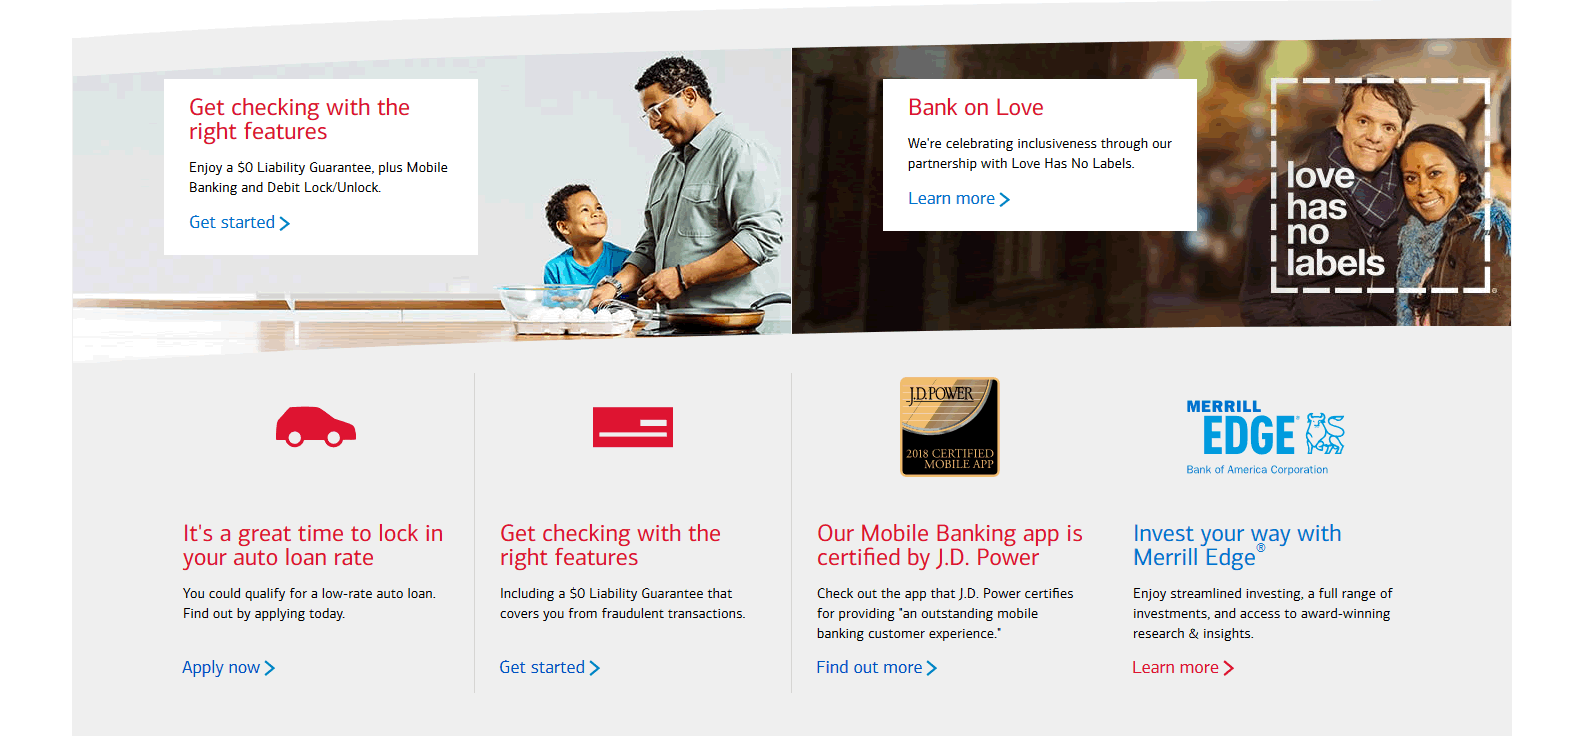 Get checking with the
right features
Enjoy a $0 Liability Guarantee, plus Mobile
Banking and Debit Lock/Unlock.
Get started
Bank on Love
We're celebrating inclusiveness through our
partnership with Love Has No Labels.
Learn more
love
has
no
labels
It's a great time to lock in
your auto loan rate
You could qualify for a low-rate auto loan.
Find out by applying today.
Apply now
Get checking with the
right features
Including a $0 Liability Guarantee that
covers you from fraudulent transactions.
Get started
J.D. POWER
2018 CERTIFIED
MOBILE APP
Our Mobile Banking app is
certified by J.D. Power
Check out the app that J.D. Power certifies
for providing "an outstanding mobile
banking customer experience."
Find out more
MERRILL
EDGE®
Bank of America Corporation
Invest your way with
Merrill Edge®
Enjoy streamlined investing, a full range of
investments, and access to award-winning
research & insights.
Learn more